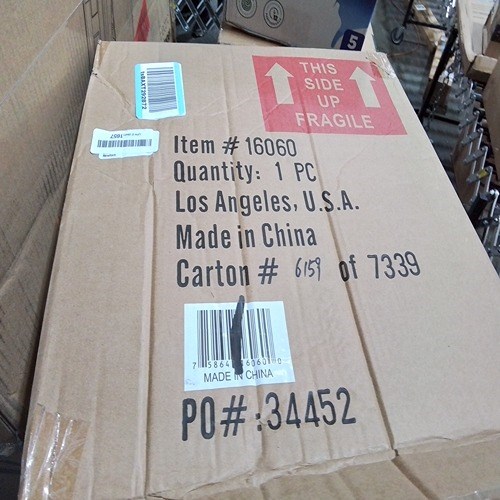 5
THIS
SIDE
UP
FRAGILE
Item # 16060
Quantity: 1 PC
Los Angeles, U.S.A.
Made in China
Carton # 6159 of 7339
MADE IN CHINA
PO#:34452